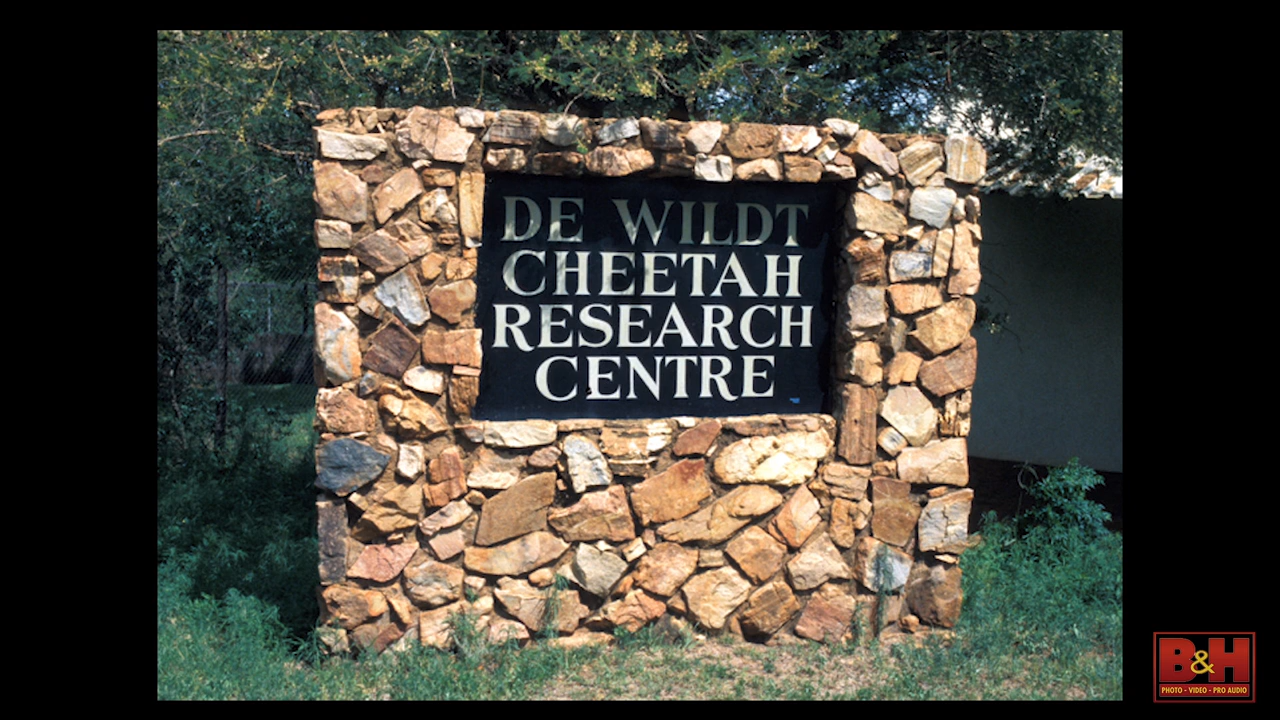 DE WILDT
CHEETAH
RESEARCH
CENTRE
B&H
PHOTO - VIDEO - PRO AUDIO